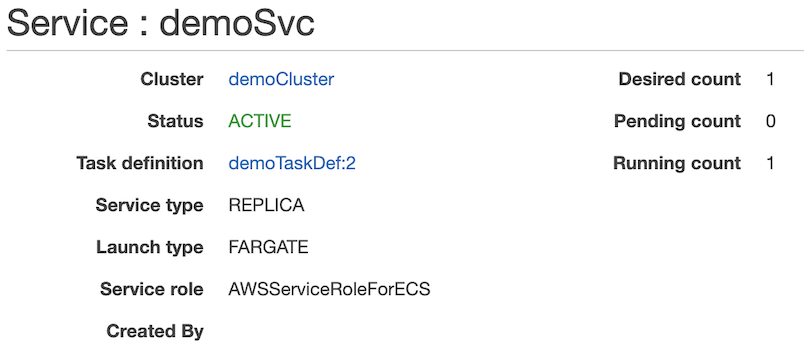 Service : demoSvc
Cluster demoCluster Desired count 1
Status ACTIVE Pending count 0
Task definition demoTaskDef:2 Running count 1
Service type REPLICA
Launch type FARGATE
Service role AWSServiceRoleForECS
Created By